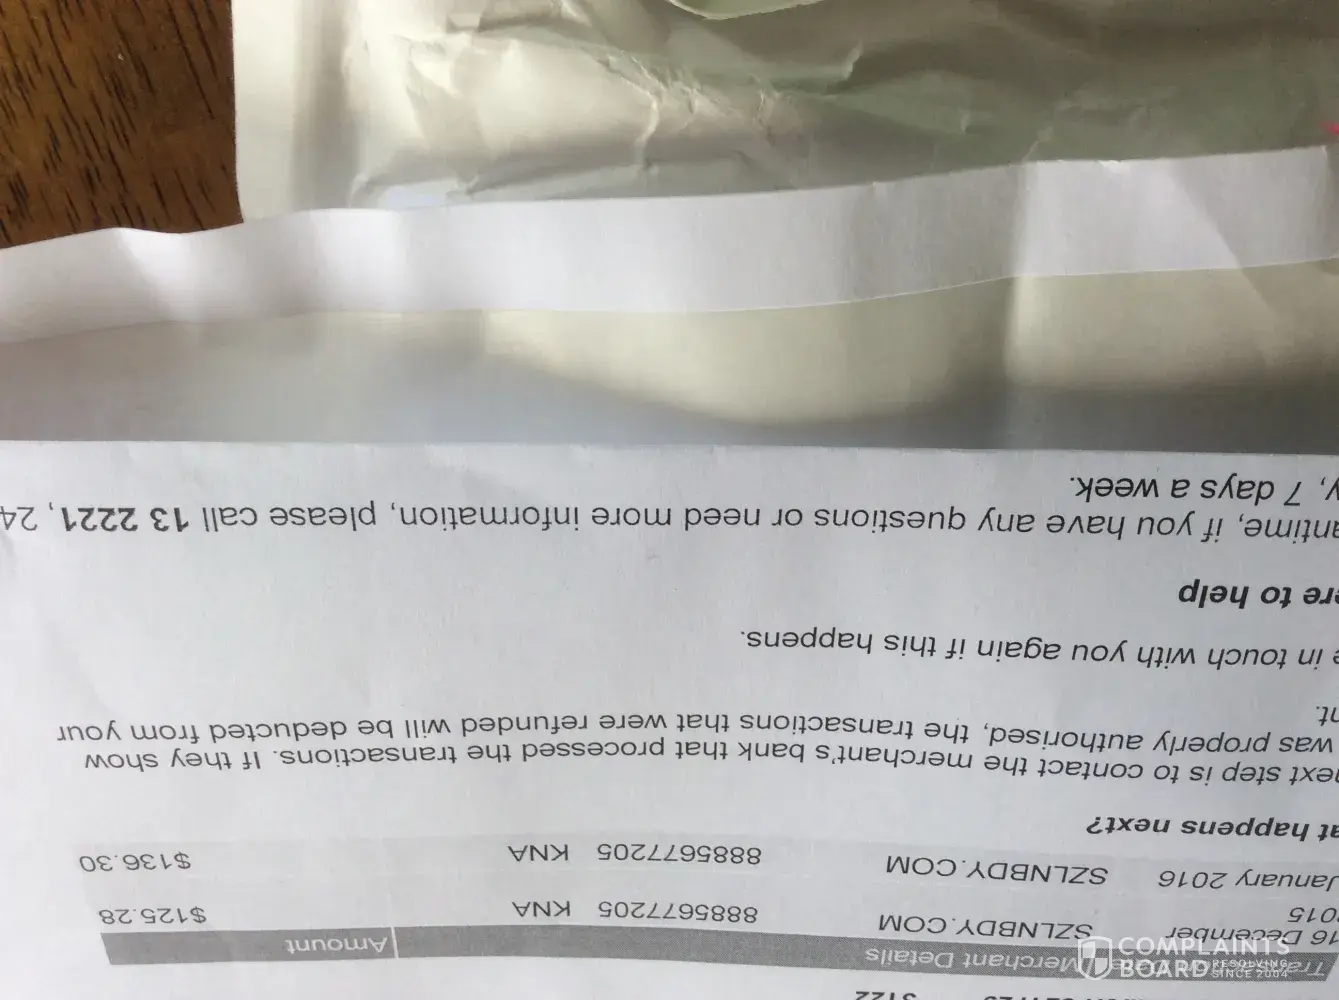 3122
Merchant Details Amount
16 December 2015 SZLNBDY.COM 8885677205 KNA $125.28
January 2016 SZLNBDY.COM 8885677205 KNA $136.30
at happens next?
ext step is to contact the merchant's bank that processed the transactions. If they show
was properly authorised, the transactions that were refunded will be deducted from your
nt.
e in touch with you again if this happens.
ere to help
antime, if you have any questions or need more information, please call 13 2221, 24
y, 7 days a week.
COMPLAINTS
BOARD RESOLVING
SINCE 2004